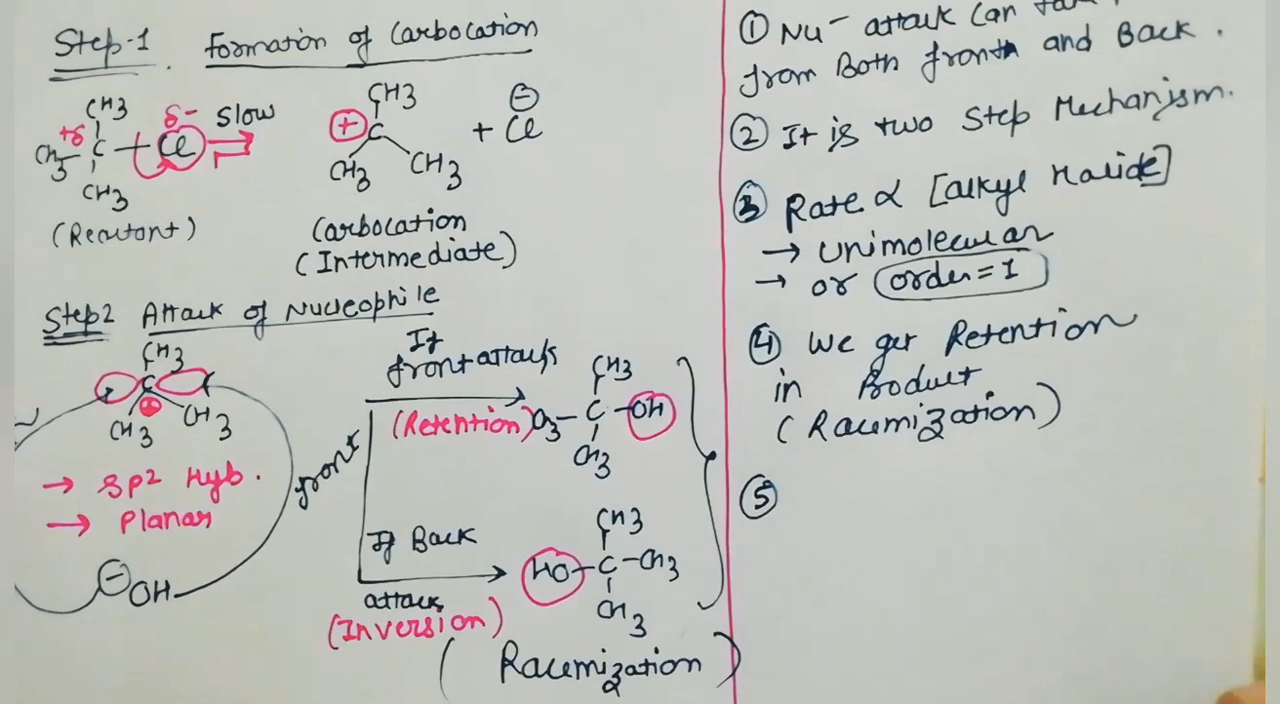 Step-1. Formation of Carbocation
CH3
+δ δ- Slow
CH3-C-Cl
CH3
(Reactant)
CH3
+ C + Cl ⊖
CH3 CH3
Carbocation
(Intermediate)
Step2 Attack of Nucleophile
CH3
C
CH3 CH3
→ SP2 Hyb.
→ Planar
⊖OH
front
If
front attack
(Retention)
CH3
C3-C-OH
CH3
If Back
attack
(Inversion)
CH3
HO-C-CH3
CH3
(Racemization)
① Nu- attack Can
from Both front and Back.
② It is two Step Mechanism.
③ Rate ∝ [alkyl Halide]
→ Unimolecular
→ or order = 1
④ We get Retention
in Product
(Racemization)
⑤